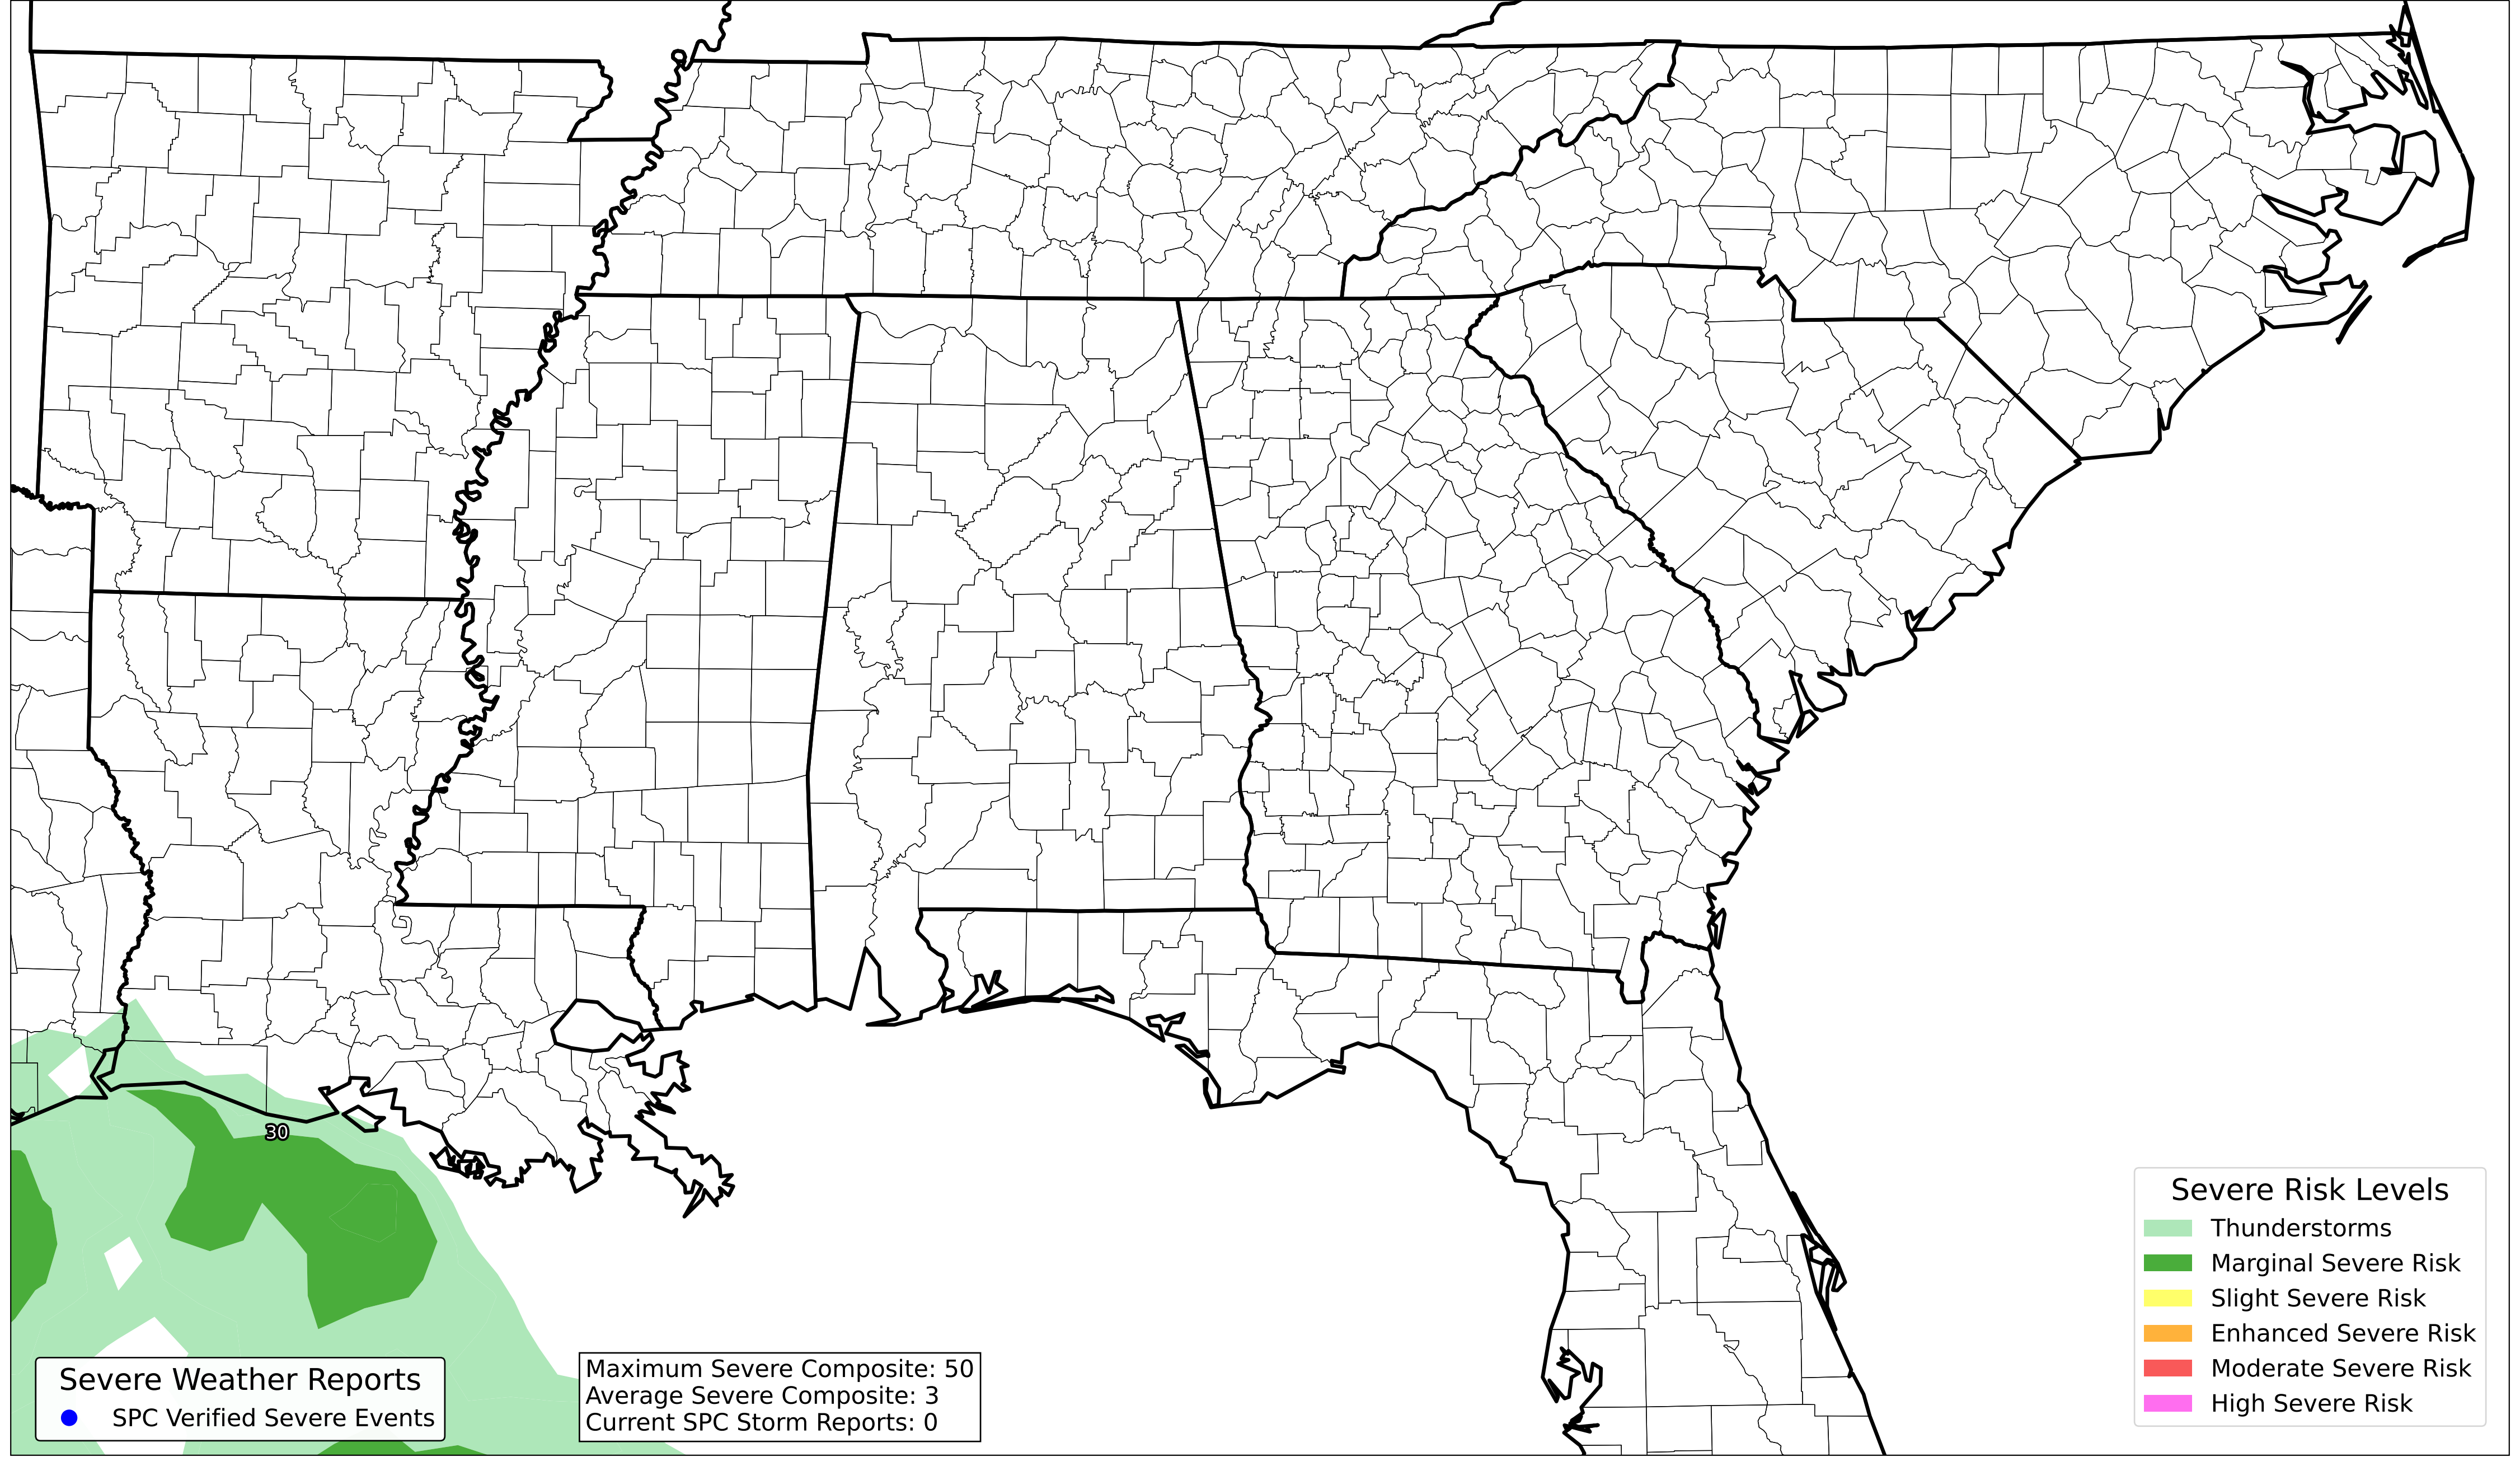 30
Severe Risk Levels
Thunderstorms
Marginal Severe Risk
Slight Severe Risk
Enhanced Severe Risk
Moderate Severe Risk
High Severe Risk
Severe Weather Reports
SPC Verified Severe Events
Maximum Severe Composite: 50
Average Severe Composite: 3
Current SPC Storm Reports: 0